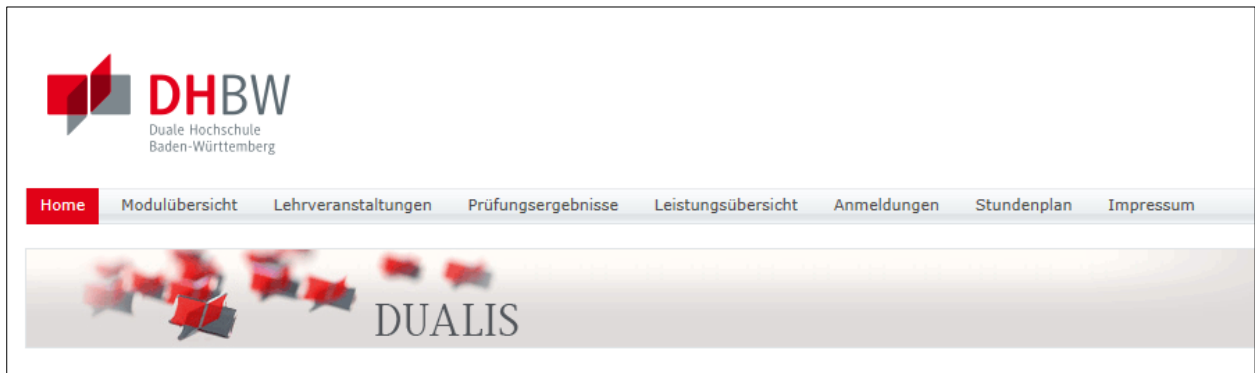 DHBW
Duale Hochschule
Baden-Württemberg
Home Modulübersicht Lehrveranstaltungen Prüfungsergebnisse Leistungsübersicht Anmeldungen Stundenplan Impressum
DUALIS